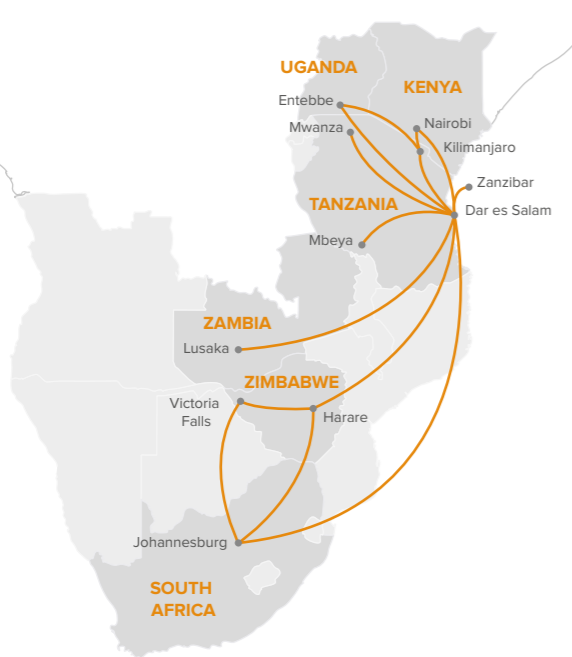 UGANDA
KENYA
Entebbe
Nairobi
Mwanza
Kilimanjaro
Zanzibar
TANZANIA
Dar es Salam
Mbeya
ZAMBIA
Lusaka
ZIMBABWE
Victoria
Falls
Harare
Johannesburg
SOUTH
AFRICA